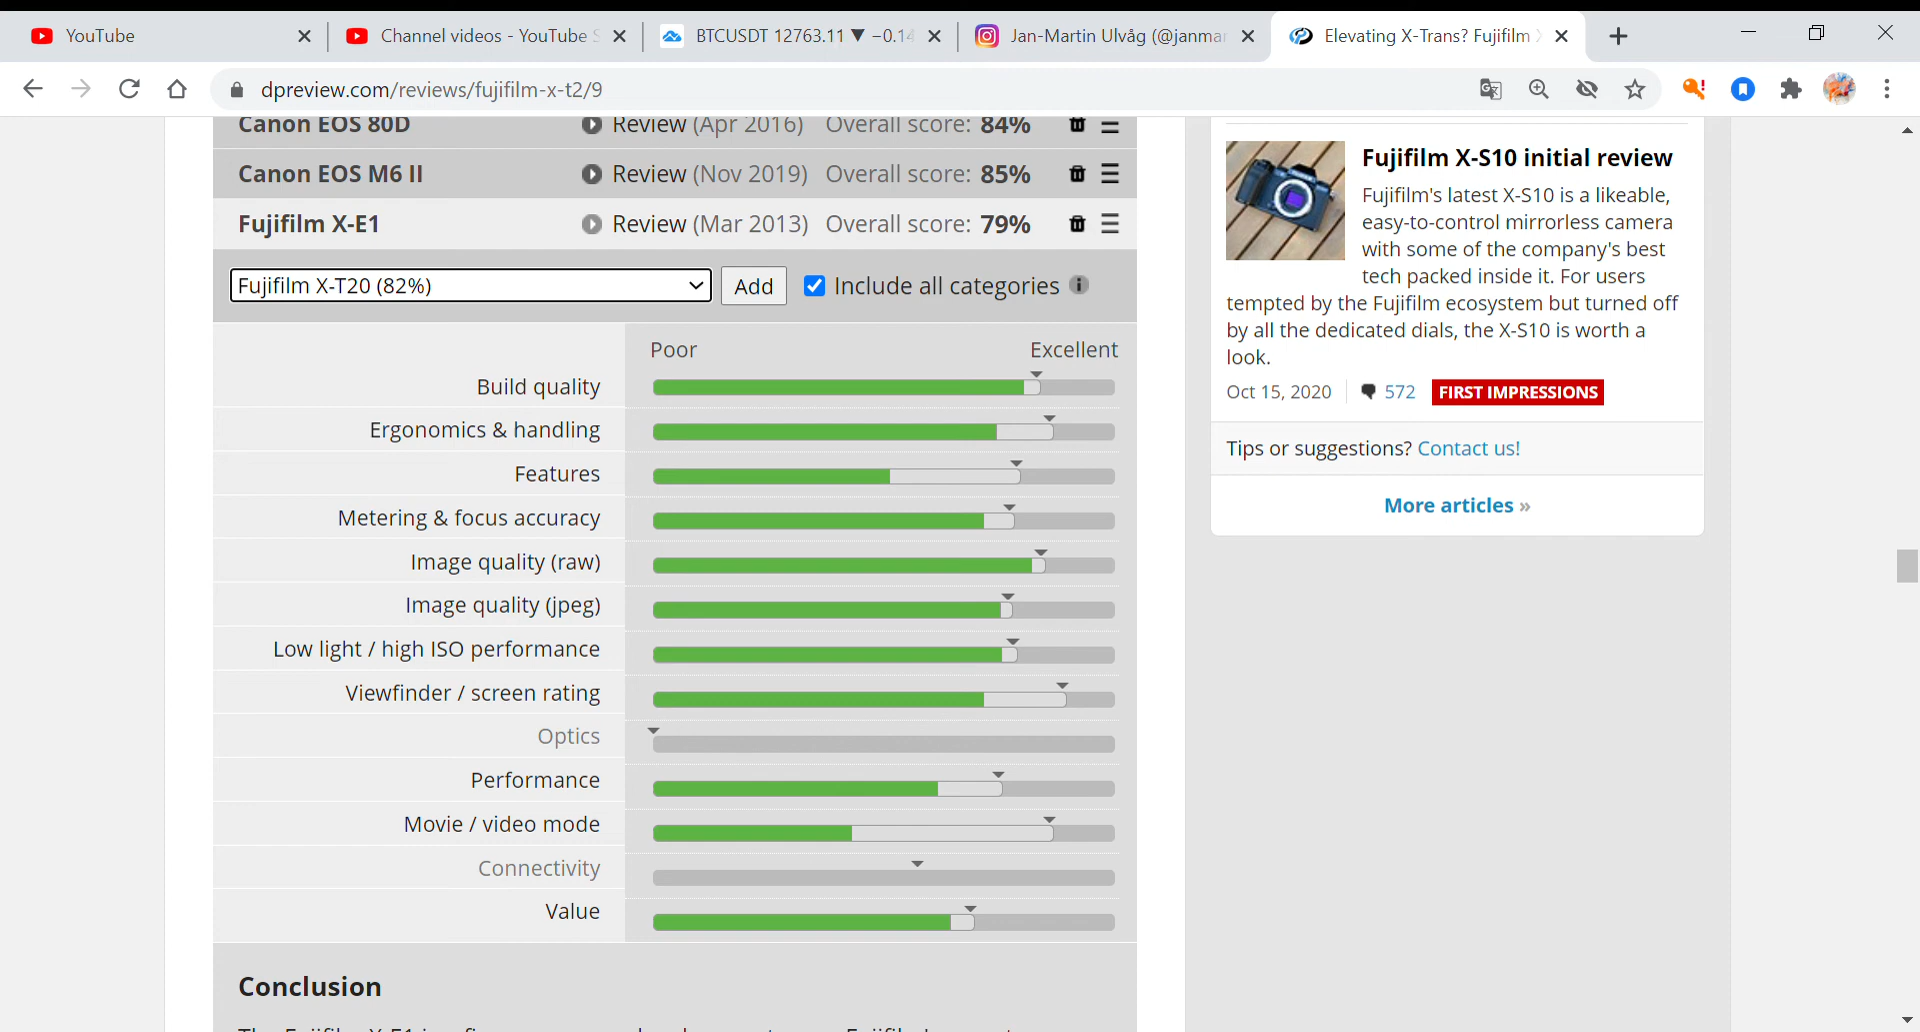 YouTube
Channel videos - YouTube S
BTCUSDT 12763.11 ▼ −0.14
Jan-Martin Ulvåg (@janmar
Elevating X-Trans? Fujifilm
dpreview.com/reviews/fujifilm-x-t2/9
Canon EOS 80D Review (Apr 2016) Overall score: 84%
Canon EOS M6 II Review (Nov 2019) Overall score: 85%
Fujifilm X-E1 Review (Mar 2013) Overall score: 79%
Fujifilm X-T20 (82%) Add Include all categories
Poor Excellent
Build quality
Ergonomics & handling
Features
Metering & focus accuracy
Image quality (raw)
Image quality (jpeg)
Low light / high ISO performance
Viewfinder / screen rating
Optics
Performance
Movie / video mode
Connectivity
Value
Conclusion
Fujifilm X-S10 initial review
Fujifilm's latest X-S10 is a likeable,
easy-to-control mirrorless camera
with some of the company's best
tech packed inside it. For users
tempted by the Fujifilm ecosystem but turned off
by all the dedicated dials, the X-S10 is worth a
look.
Oct 15, 2020 572 FIRST IMPRESSIONS
Tips or suggestions? Contact us!
More articles »